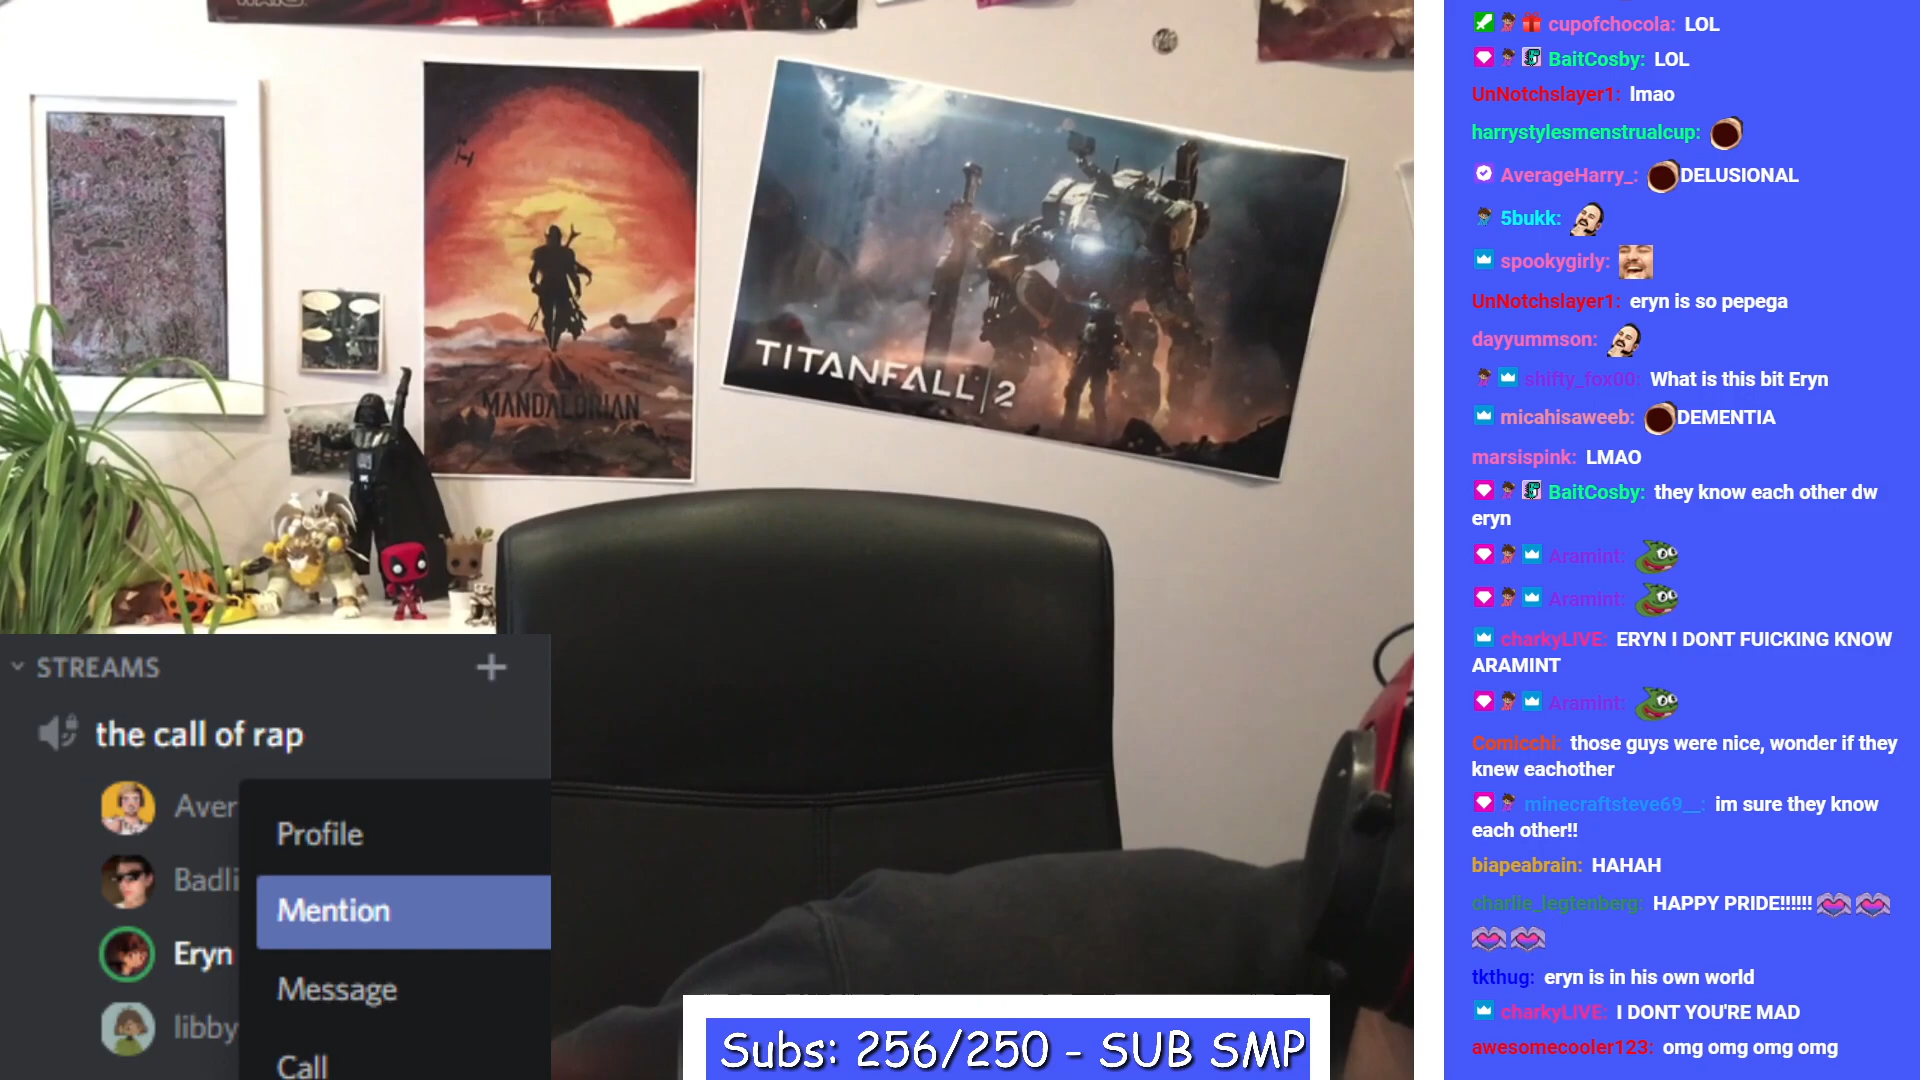 WARS
MANDALORIAN
TITANFALL 2
STREAMS
the call of rap
Aver
Badli
Eryn
libby
Profile
Mention
Message
Call
Subs: 256/250 - SUB SMP
cupofchocola: LOL
BaitCosby: LOL
UnNotchslayer1: lmao
harrystylesmenstrualcup:
AverageHarry_: DELUSIONAL
5bukk:
spookygirly:
UnNotchslayer1: eryn is so pepega
dayyummson:
shifty_fox00: What is this bit Eryn
micahisaweeb: DEMENTIA
marsispink: LMAO
BaitCosby: they know each other dw
eryn
Aramint:
Aramint:
charkyLIVE: ERYN I DONT FUICKING KNOW
ARAMINT
Aramint:
Comicchi: those guys were nice, wonder if they
knew eachother
minecraftsteve69__: im sure they know
each other!!
biapeabrain: HAHAH
charlie_legtenberg: HAPPY PRIDE!!!!!!
tkthug: eryn is in his own world
charkyLIVE: I DONT YOU'RE MAD
awesomecooler123: omg omg omg omg